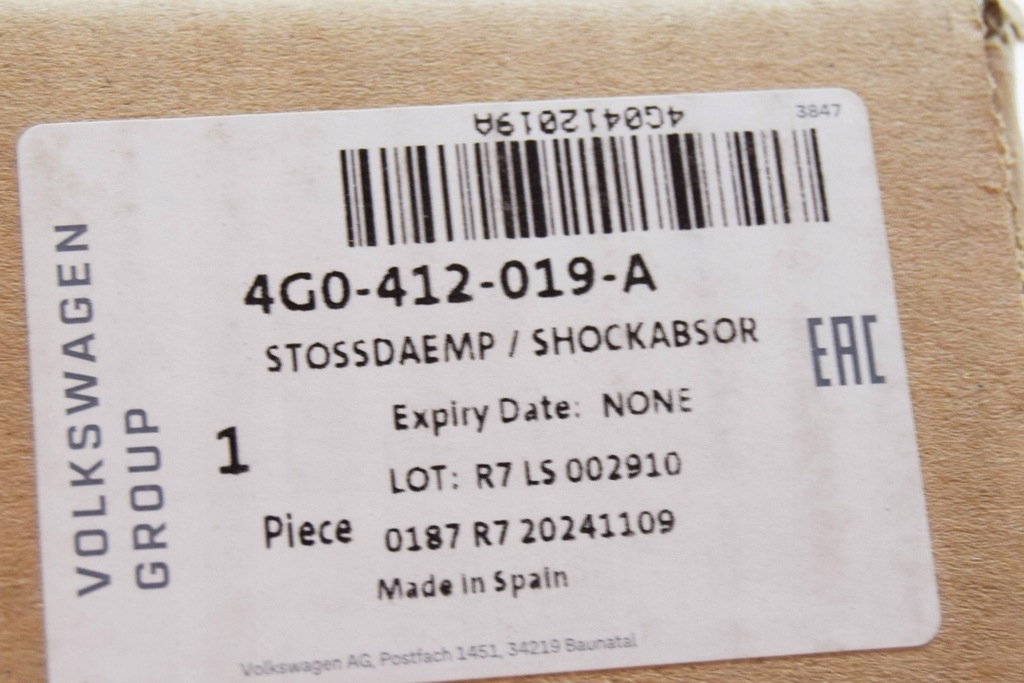 4G0412019A
3847
4G0-412-019-A
STOSSDAEMP / SHOCKABSOR
EAC
Expiry Date: NONE
1
LOT: R7 LS 002910
Piece
0187 R7 20241109
Made in Spain
Volkswagen AG, Postfach 1451, 34219 Baunatal
VOLKSWAGEN
GROUP